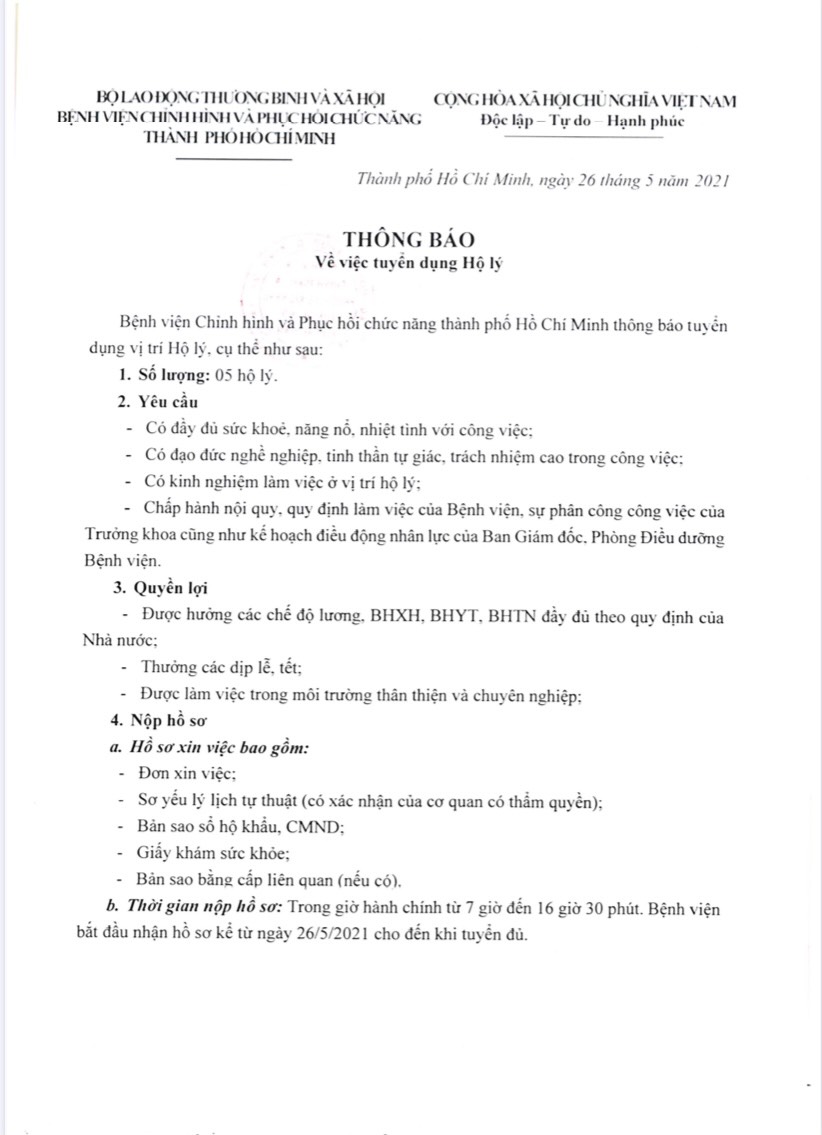 BỘ LAO ĐỘNG THƯƠNG BINH VÀ XÃ HỘI
BỆNH VIỆN CHỈNH HÌNH VÀ PHỤC HỒI CHỨC NĂNG
THÀNH PHỐ HỒ CHÍ MINH
CỘNG HÒA XÃ HỘI CHỦ NGHĨA VIỆT NAM
Độc lập – Tự do – Hạnh phúc
Thành phố Hồ Chí Minh, ngày 26 tháng 5 năm 2021
THÔNG BÁO
Về việc tuyển dụng Hộ lý
Bệnh viện Chỉnh hình và Phục hồi chức năng thành phố Hồ Chí Minh thông báo tuyển
dụng vị trí Hộ lý, cụ thể như sau:
1. Số lượng: 05 hộ lý.
2. Yêu cầu
- Có đầy đủ sức khoẻ, năng nổ, nhiệt tình với công việc;
- Có đạo đức nghề nghiệp, tinh thần tự giác, trách nhiệm cao trong công việc;
- Có kinh nghiệm làm việc ở vị trí hộ lý;
- Chấp hành nội quy, quy định làm việc của Bệnh viện, sự phân công công việc của
Trưởng khoa cũng như kế hoạch điều động nhân lực của Ban Giám đốc, Phòng Điều dưỡng
Bệnh viện.
3. Quyền lợi
- Được hưởng các chế độ lương, BHXH, BHYT, BHTN đầy đủ theo quy định của
Nhà nước;
- Thưởng các dịp lễ, tết;
- Được làm việc trong môi trường thân thiện và chuyên nghiệp;
4. Nộp hồ sơ
a. Hồ sơ xin việc bao gồm:
- Đơn xin việc;
- Sơ yếu lý lịch tự thuật (có xác nhận của cơ quan có thẩm quyền);
- Bản sao sổ hộ khẩu, CMND;
- Giấy khám sức khỏe;
- Bản sao bằng cấp liên quan (nếu có).
b. Thời gian nộp hồ sơ: Trong giờ hành chính từ 7 giờ đến 16 giờ 30 phút. Bệnh viện
bắt đầu nhận hồ sơ kể từ ngày 26/5/2021 cho đến khi tuyển đủ.